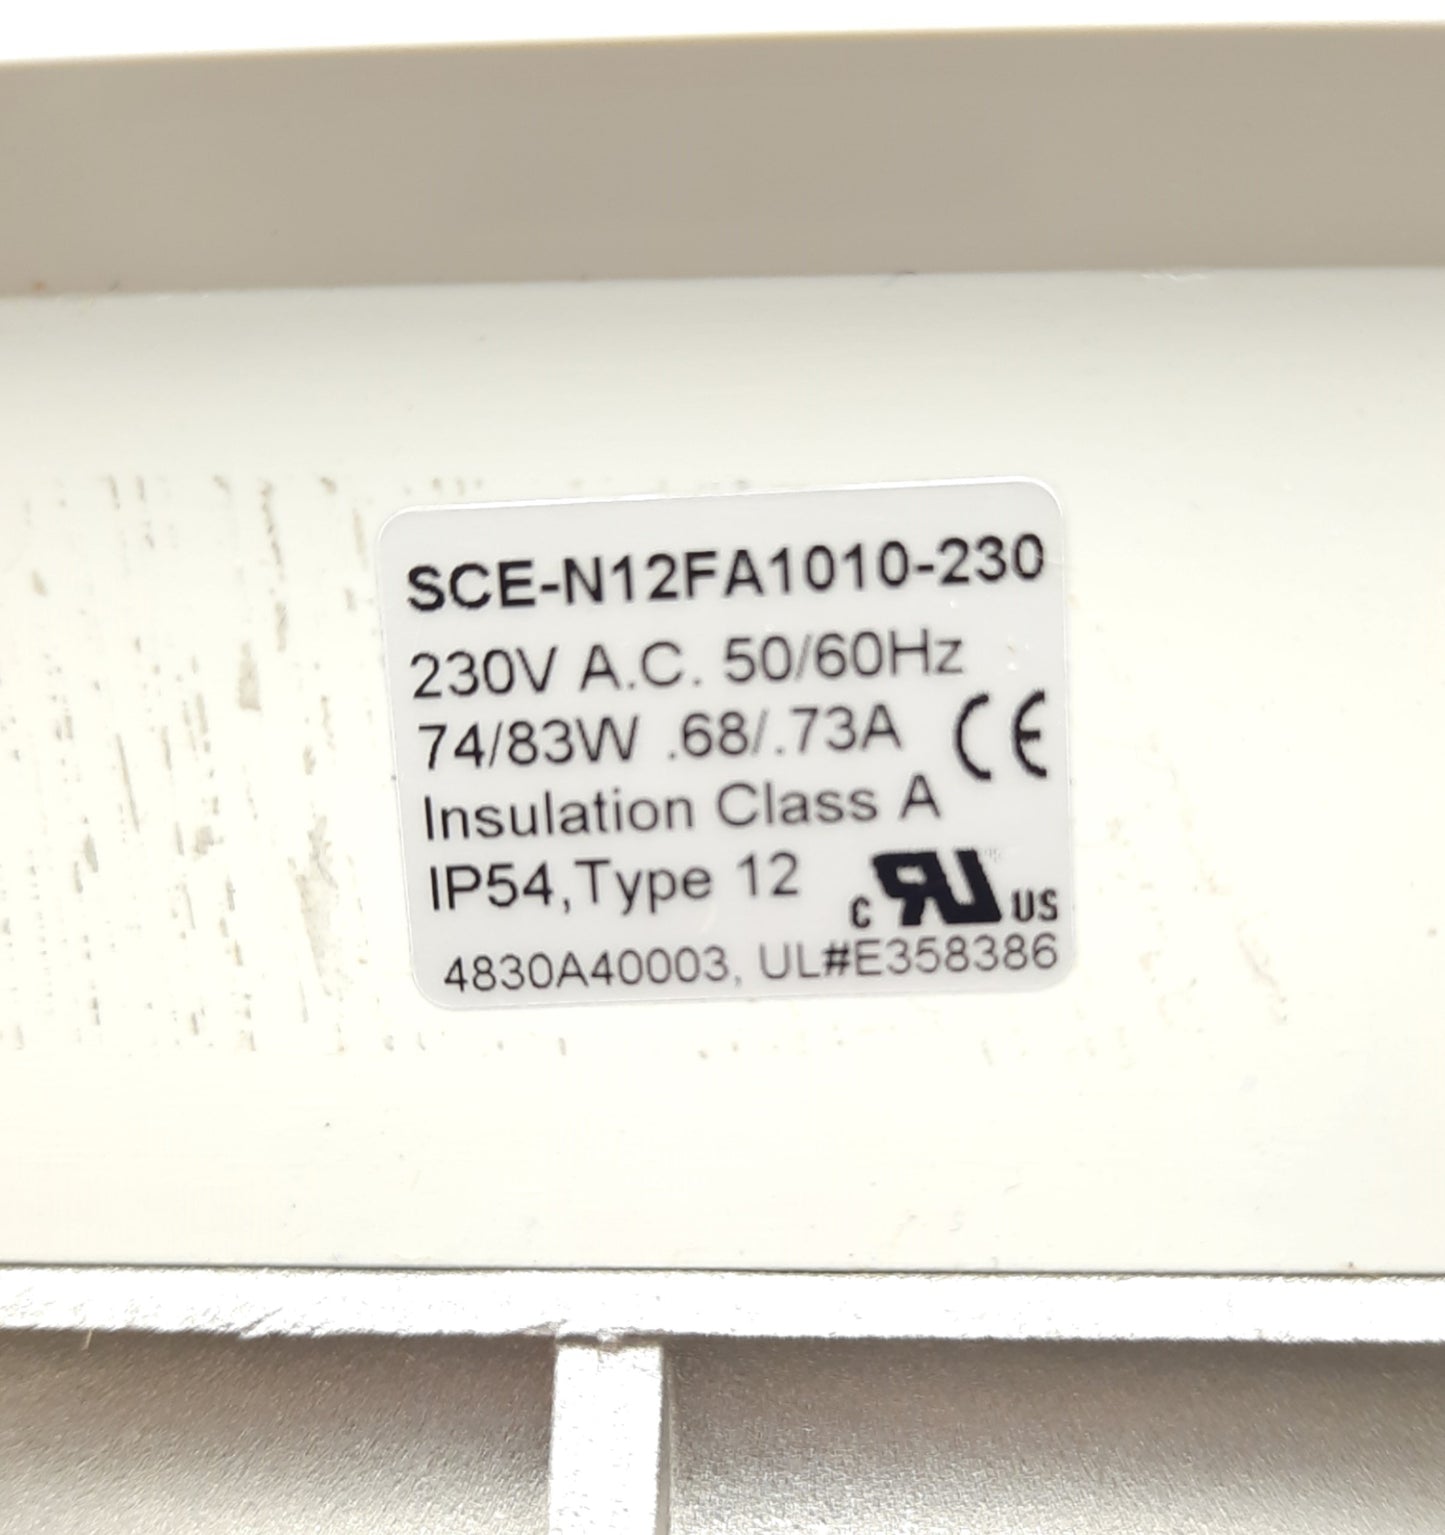 SCE-N12FA1010-230
230V A.C. 50/60Hz
74/83W .68/.73A CE
Insulation Class A
IP54,Type 12
c RU US
4830A40003, UL#E358386